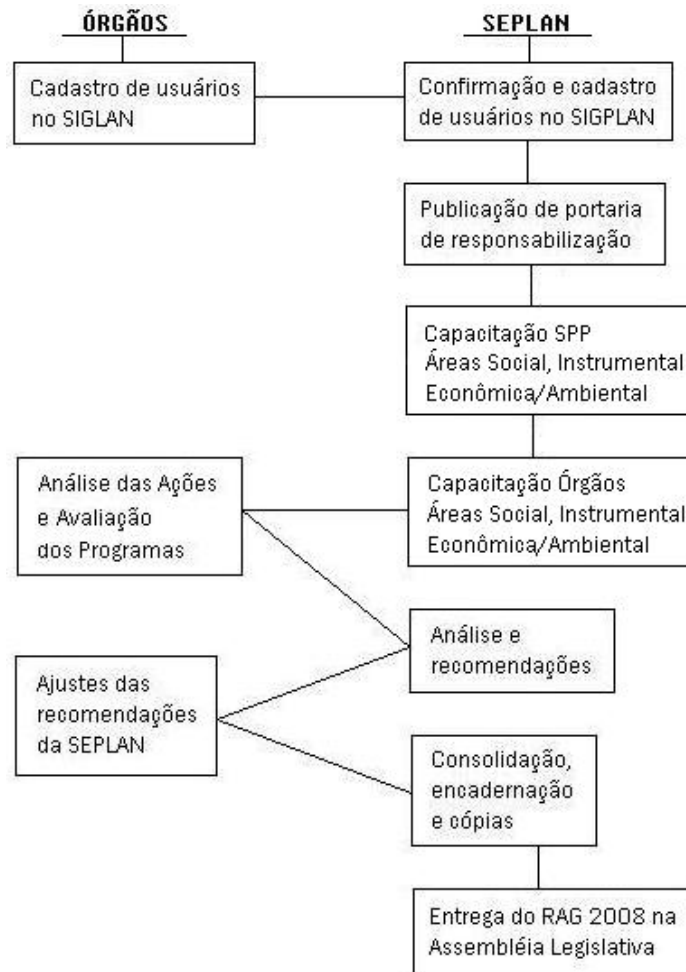 ÓRGÃOS
SEPLAN
Cadastro de usuários
no SIGLAN
Confirmação e cadastro
de usuários no SIGPLAN
Publicação de portaria
de responsabilização
Capacitação SPP
Áreas Social, Instrumental
Econômica/Ambiental
Análise das Ações
e Avaliação
dos Programas
Capacitação Órgãos
Áreas Social, Instrumental
Econômica/Ambiental
Análise e
recomendações
Ajustes das
recomendações
da SEPLAN
Consolidação,
encadernação
e cópias
Entrega do RAG 2008 na
Assembléia Legislativa